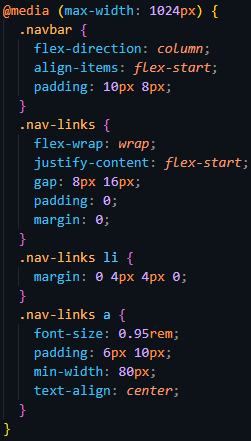 @media (max-width: 1024px) {
  .navbar {
    flex-direction: column;
    align-items: flex-start;
    padding: 10px 8px;
  }
  .nav-links {
    flex-wrap: wrap;
    justify-content: flex-start;
    gap: 8px 16px;
    padding: 0;
    margin: 0;
  }
  .nav-links li {
    margin: 0 4px 4px 0;
  }
  .nav-links a {
    font-size: 0.95rem;
    padding: 6px 10px;
    min-width: 80px;
    text-align: center;
  }
}